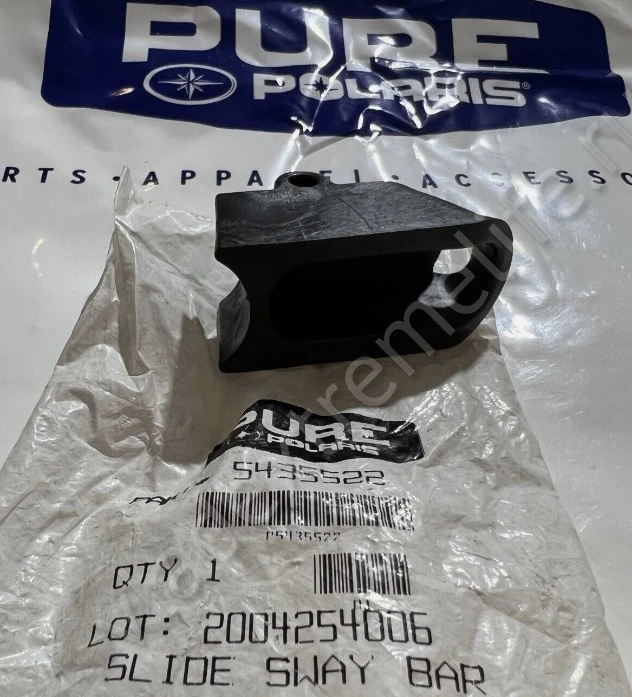 PURE
POLARIS®
RTS • APPAREL • ACCESSO
PURE
POLARIS
5435522
P5435522
QTY 1
LOT: 2004254006
SLIDE SWAY BAR